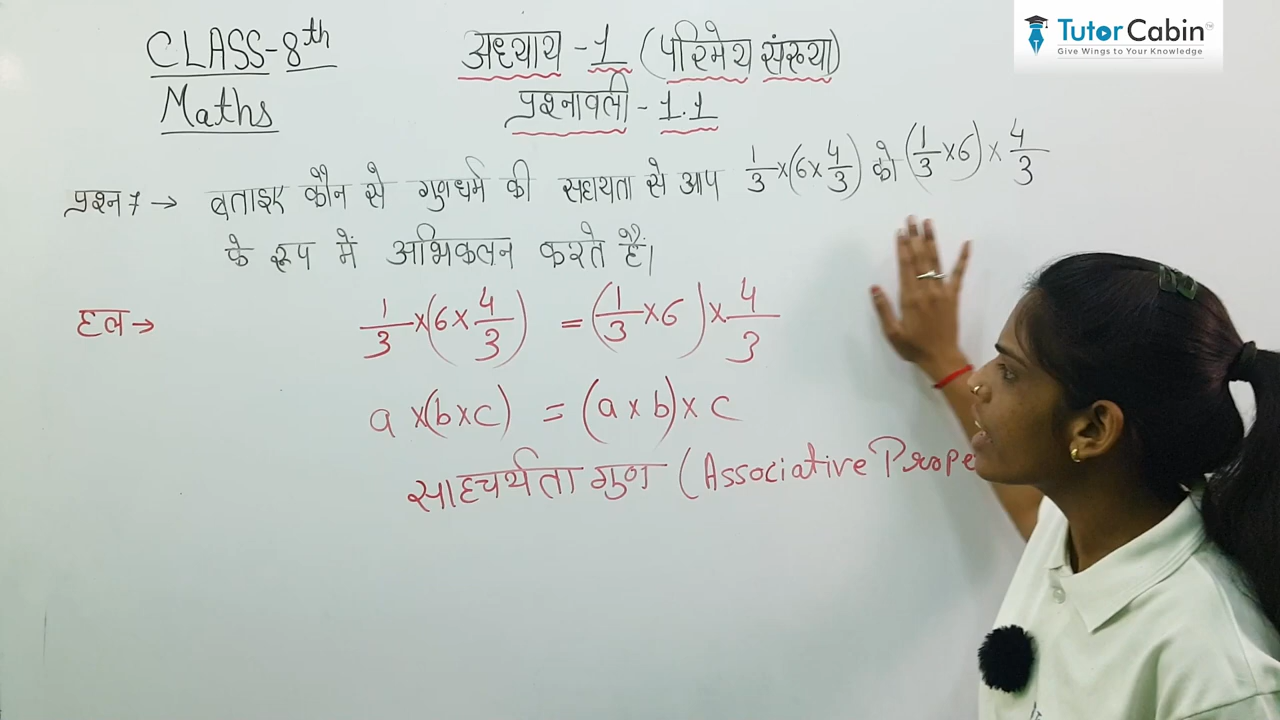 CLASS-8th
Maths
अध्याय -1 (परिमेय संख्या)
प्रश्नावली - 1.1
Tutor Cabin™
Give Wings to Your Knowledge
प्रश्न 7 → बताइए कौन से गुणधर्म की सहायता से आप 1/3 ×(6 × 4/3) को (1/3 ×6) × 4/3
के रूप में अभिकलन करते हैं।
हल → 1/3 ×(6 × 4/3) = (1/3 ×6) × 4/3
a ×(b×c) = (a × b) × c
साहचर्यता गुण (Associative Prope